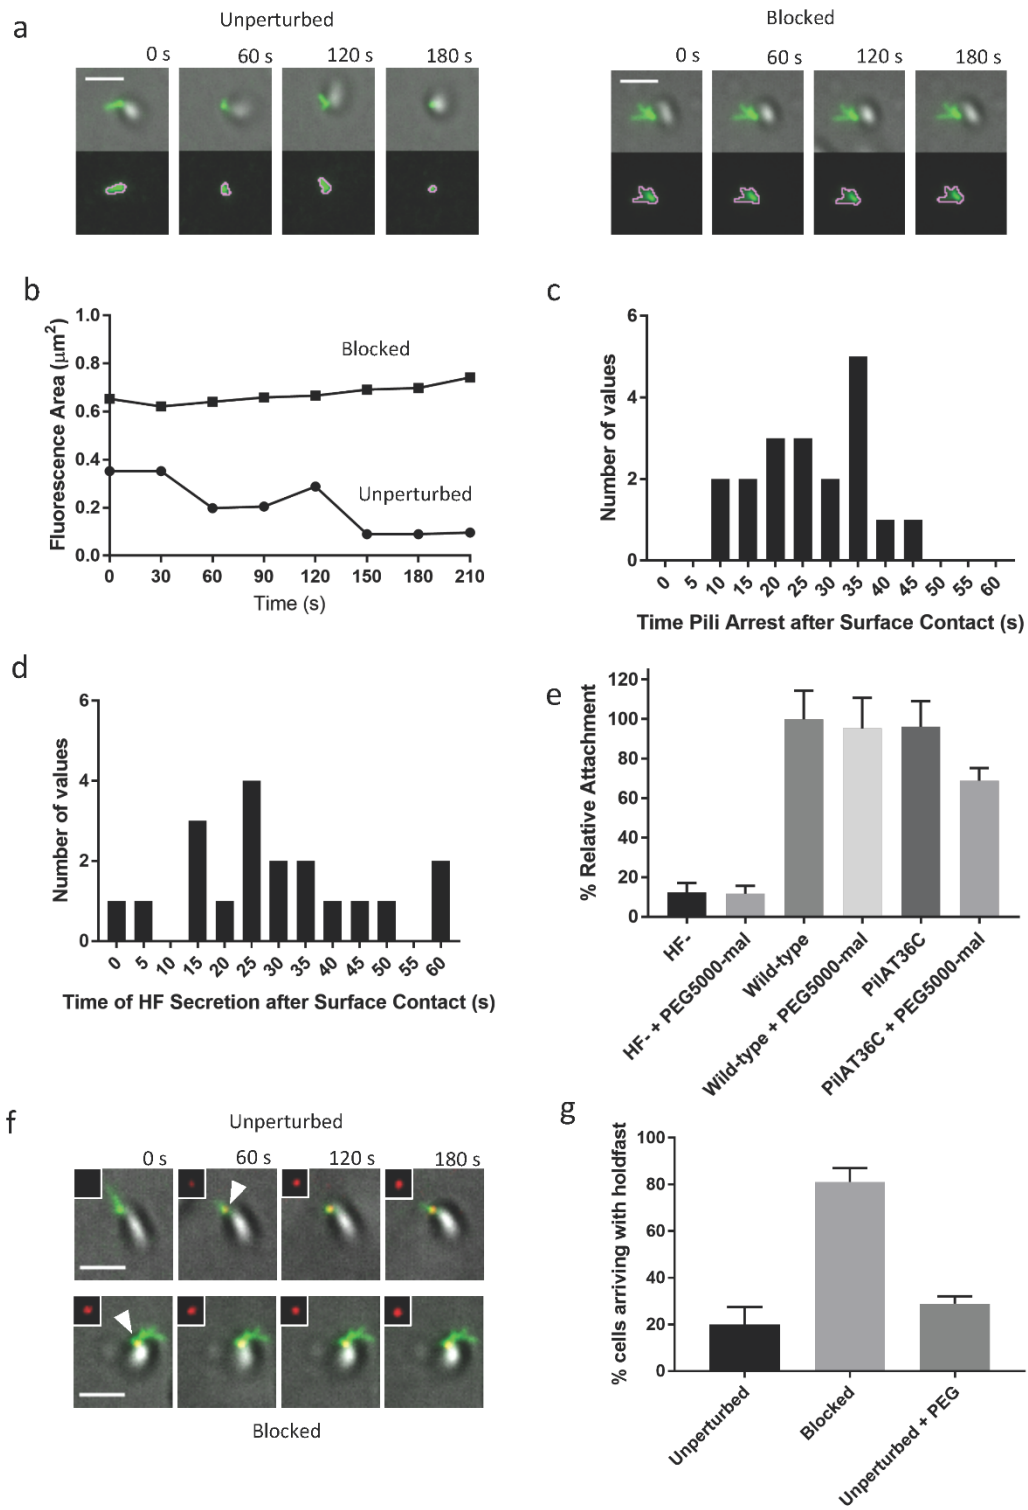 a
Unperturbed
0 s 60 s 120 s 180 s
Blocked
0 s 60 s 120 s 180 s
b
1.0
0.8
0.6
0.4
0.2
0.0
Fluorescence Area (μm²)
Blocked
Unperturbed
0 30 60 90 120 150 180 210
Time (s)
c
6
4
2
0
Number of values
0 5 10 15 20 25 30 35 40 45 50 55 60
Time Pili Arrest after Surface Contact (s)
d
6
4
2
0
Number of values
0 5 10 15 20 25 30 35 40 45 50 55 60
Time of HF Secretion after Surface Contact (s)
e
120
100
80
60
40
20
0
% Relative Attachment
HF-
HF- + PEG5000-mal
Wild-type
Wild-type + PEG5000-mal
PilAT36C
PilAT36C + PEG5000-mal
f
Unperturbed
0 s 60 s 120 s 180 s
Blocked
g
100
80
60
40
20
0
% cells arriving with holdfast
Unperturbed
Blocked
Unperturbed + PEG